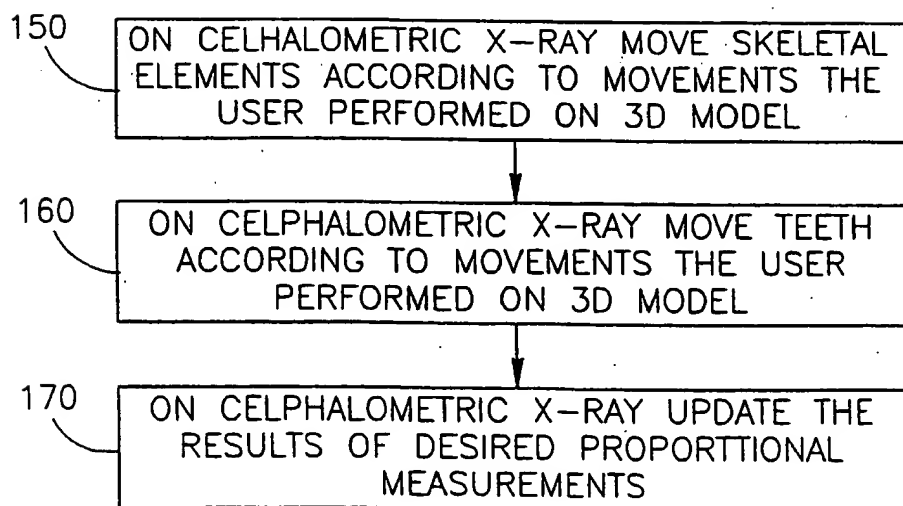 150
ON CELHALOMETRIC X-RAY MOVE SKELETAL
ELEMENTS ACCORDING TO MOVEMENTS THE
USER PERFORMED ON 3D MODEL
160
ON CELPHALOMETRIC X-RAY MOVE TEETH
ACCORDING TO MOVEMENTS THE USER
PERFORMED ON 3D MODEL
170
ON CELPHALOMETRIC X-RAY UPDATE THE
RESULTS OF DESIRED PROPORTTIONAL
MEASUREMENTS